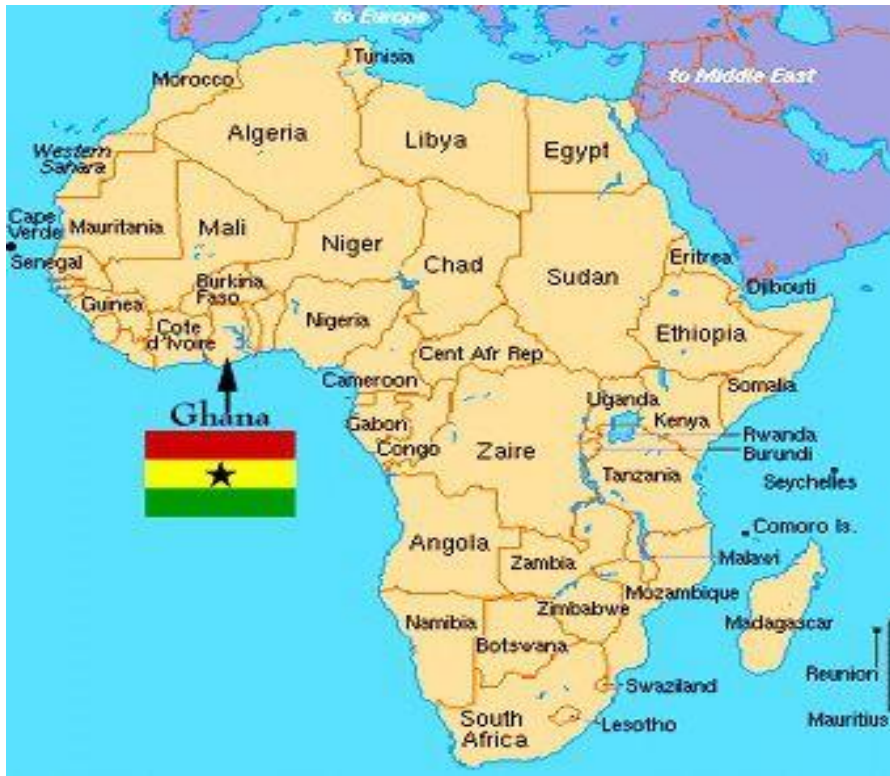 to Europe
Tunisia
to Middle East
Morocco
Algeria
Libya
Egypt
Western
Sahara
Cape
Verde
Mauritania
Mali
Niger
Chad
Sudan
Eritrea
Senegal
Djibouti
Burkina
Faso
Guinea
Nigeria
Cote
d'Ivoire
Ethiopia
Cent Afr Rep
Cameroon
Somalia
Uganda
Kenya
Ghana
Gabon
Congo
Zaire
Rwanda
Burundi
Tanzania
Seychelles
Comoro Is.
Angola
Zambia
Malawi
Mozambique
Zimbabwe
Namibia
Madagascar
Botswana
Reunion
Swaziland
Mauritius
South
Africa
Lesotho